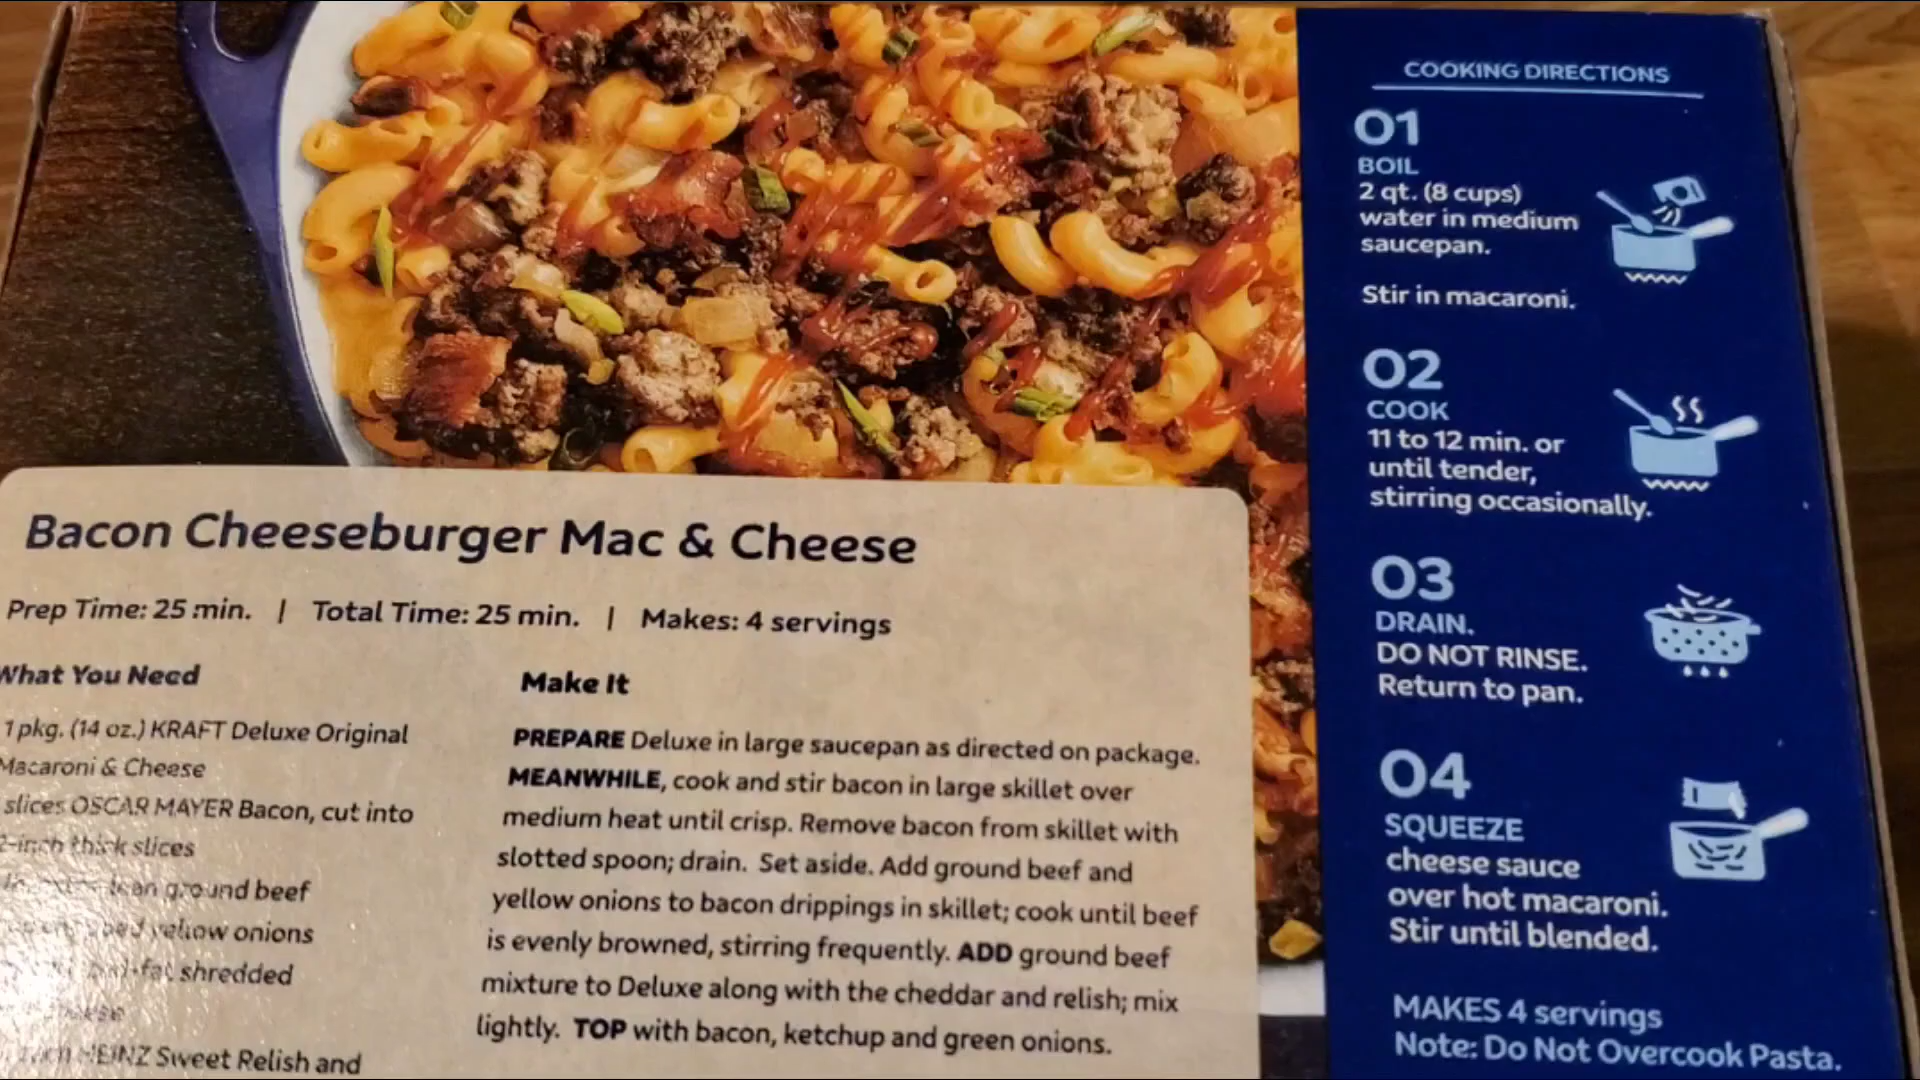 Bacon Cheeseburger Mac & Cheese
Prep Time: 25 min. | Total Time: 25 min. | Makes: 4 servings
What You Need
1 pkg. (14 oz.) KRAFT Deluxe Original
Macaroni & Cheese
slices OSCAR MAYER Bacon, cut into
2-inch thick slices
lean ground beef
yellow onions
shredded
HEINZ Sweet Relish and
Make It
PREPARE Deluxe in large saucepan as directed on package.
MEANWHILE, cook and stir bacon in large skillet over
medium heat until crisp. Remove bacon from skillet with
slotted spoon; drain. Set aside. Add ground beef and
yellow onions to bacon drippings in skillet; cook until beef
is evenly browned, stirring frequently. ADD ground beef
mixture to Deluxe along with the cheddar and relish; mix
lightly. TOP with bacon, ketchup and green onions.
COOKING DIRECTIONS
01
BOIL
2 qt. (8 cups)
water in medium
saucepan.
Stir in macaroni.
02
COOK
11 to 12 min. or
until tender,
stirring occasionally.
03
DRAIN.
DO NOT RINSE.
Return to pan.
04
SQUEEZE
cheese sauce
over hot macaroni.
Stir until blended.
MAKES 4 servings
Note: Do Not Overcook Pasta.